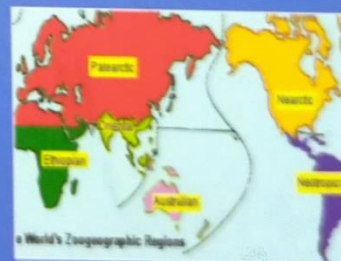 Palearctic
Nearctic
Oriental
Ethiopian
Australian
Neotropic
e World's Zoogeographic Regions